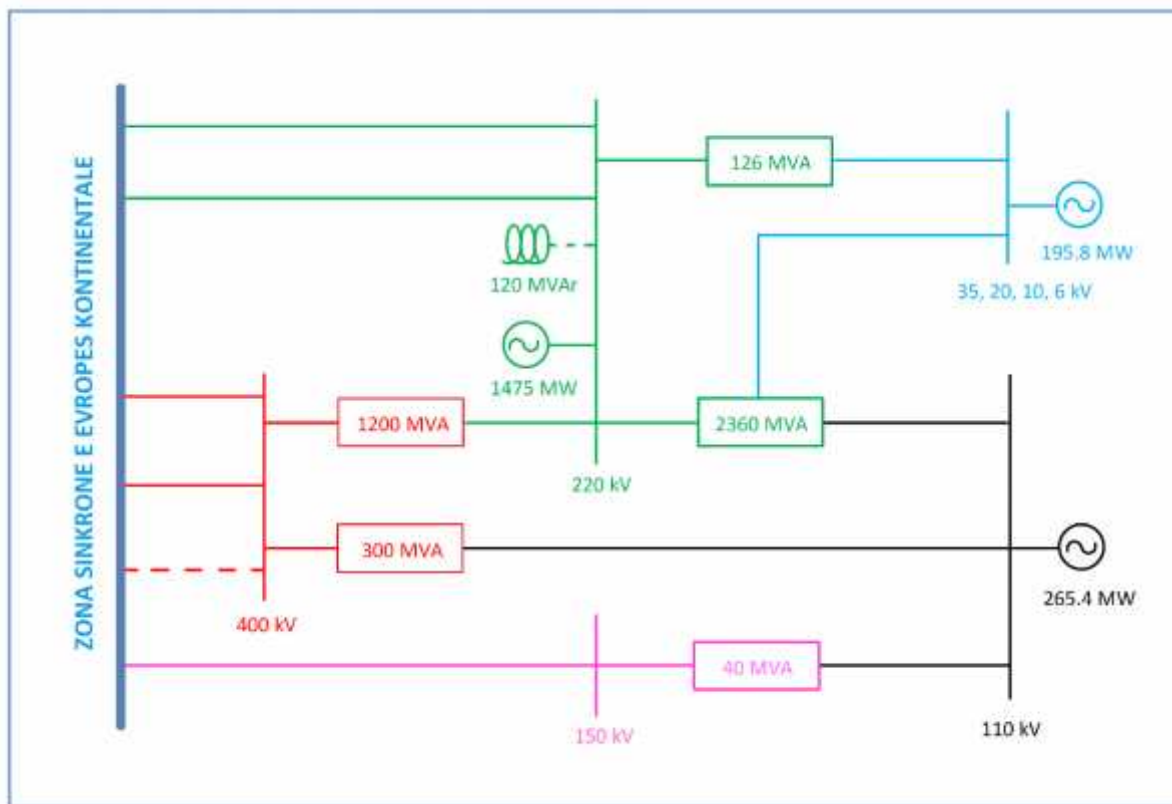 ZONA SINKRONE E EVROPES KONTINENTALE
126 MVA
195.8 MW
120 MVAr
35, 20, 10, 6 kV
1475 MW
1200 MVA
2360 MVA
220 kV
300 MVA
265.4 MW
400 kV
40 MVA
150 kV
110 kV